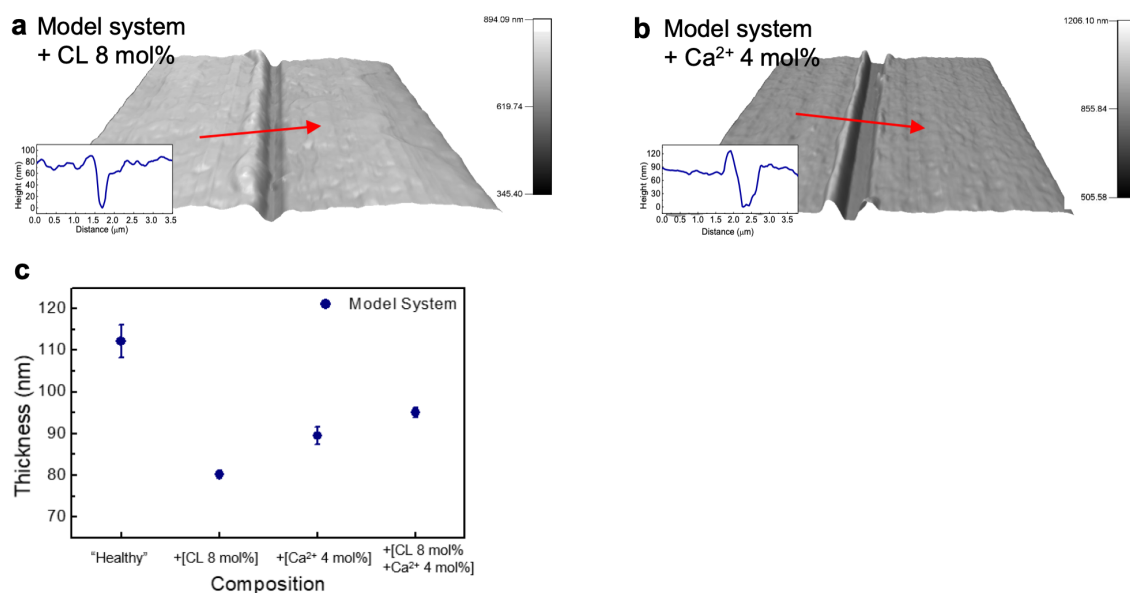 a Model system
+ CL 8 mol%
894.09 nm
619.74
345.40
100
80
60
40
20
0
Height (nm)
0.0 0.5 1.0 1.5 2.0 2.5 3.0 3.5
Distance (μm)
b Model system
+ Ca²⁺ 4 mol%
1206.10 nm
855.84
505.58
120
90
60
30
0
Height (nm)
0.0 0.5 1.0 1.5 2.0 2.5 3.0 3.5
Distance (μm)
c
Model System
120
110
100
90
80
70
Thickness (nm)
“Healthy” +[CL 8 mol%] +[Ca²⁺ 4 mol%] +[CL 8 mol%
+Ca²⁺ 4 mol%]
Composition